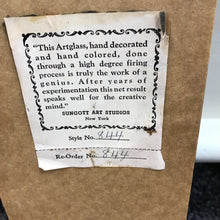 "This Artglass, hand decorated
and hand colored, done
through a high degree firing
process is truly the work of a
genius. After years of
experimentation this net result
speaks well for the creative
mind."
SUNGOTT ART STUDIOS
New York
Style No. 844
Re-Order No. 844